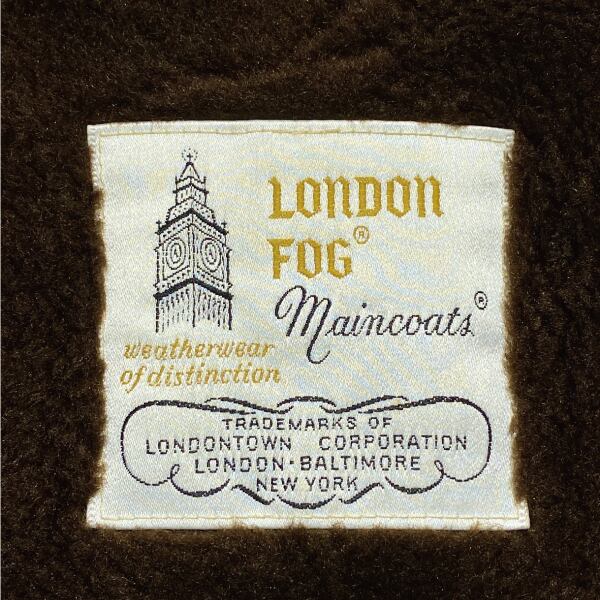 LONDON
FOG®
Maincoats®
weatherwear
of distinction
TRADEMARKS OF
LONDONTOWN CORPORATION
LONDON·BALTIMORE
NEW YORK